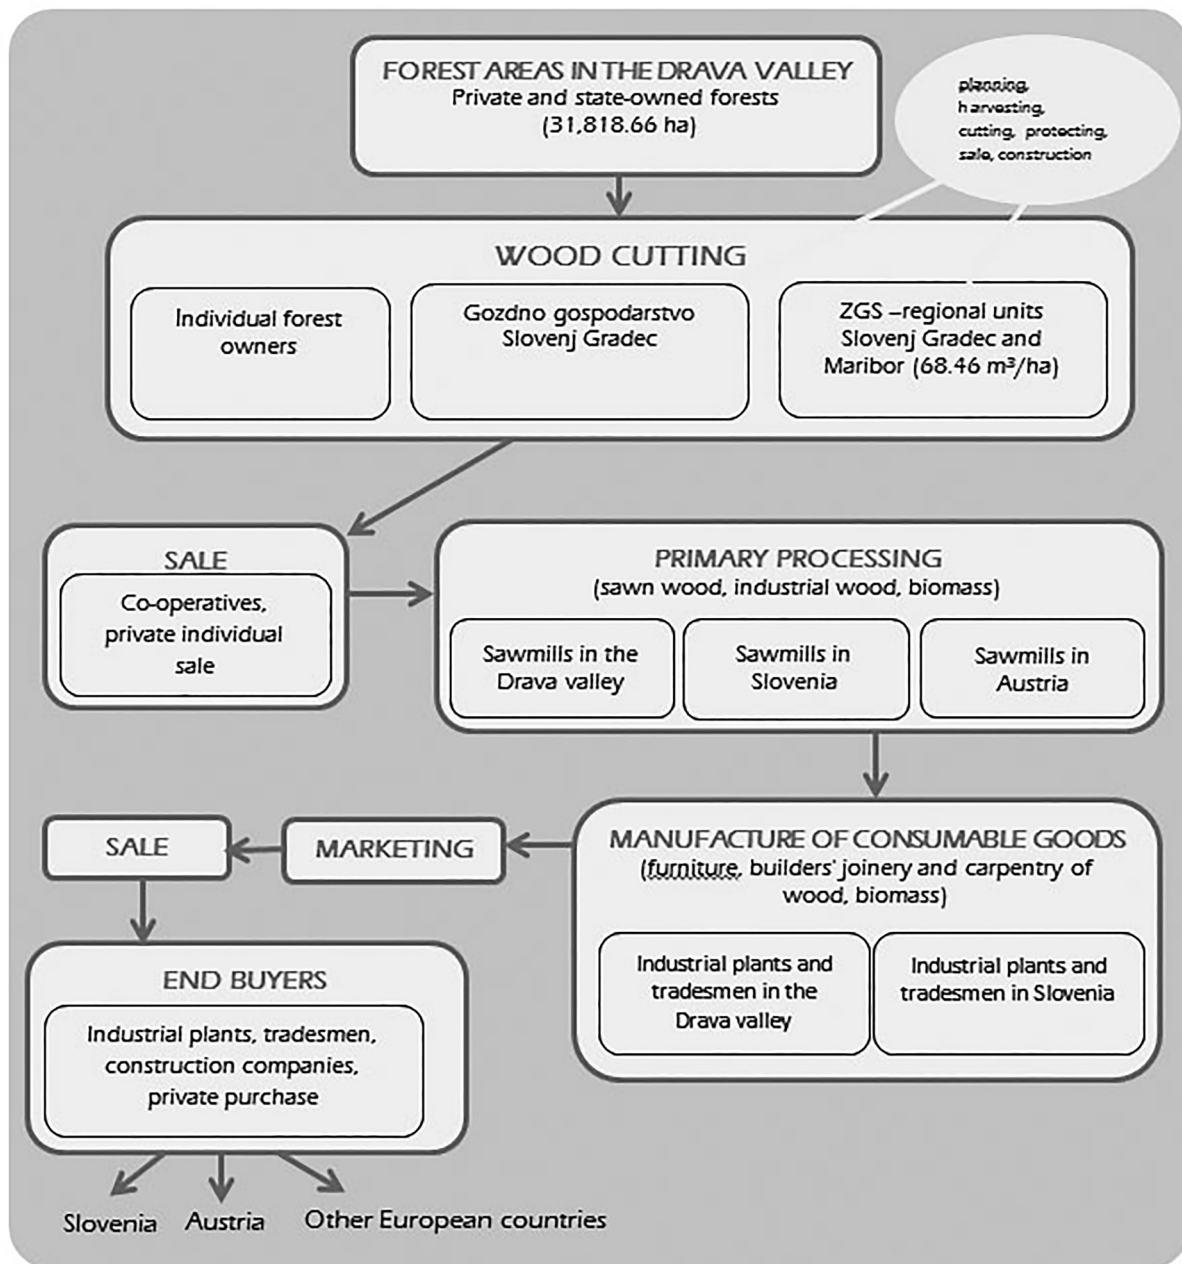 FOREST AREAS IN THE DRAVA VALLEY
Private and state-owned forests
(31,818.66 ha)
planning,
harvesting,
cutting, protecting,
sale, construction
WOOD CUTTING
Individual forest
owners
Gozdno gospodarstvo
Slovenj Gradec
ZGS –regional units
Slovenj Gradec and
Maribor (68.46 m³/ha)
SALE
Co-operatives,
private individual
sale
PRIMARY PROCESSING
(sawn wood, industrial wood, biomass)
Sawmills in the
Drava valley
Sawmills in
Slovenia
Sawmills in
Austria
SALE
MARKETING
MANUFACTURE OF CONSUMABLE GOODS
(furniture, builders' joinery and carpentry of
wood, biomass)
Industrial plants and
tradesmen in the
Drava valley
Industrial plants and
tradesmen in Slovenia
END BUYERS
Industrial plants, tradesmen,
construction companies,
private purchase
Slovenia
Austria
Other European countries